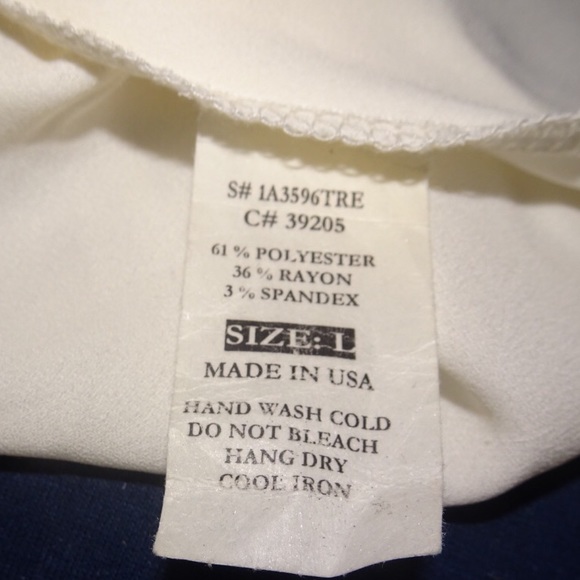 S# 1A3596TRE
C# 39205
61 % POLYESTER
36 % RAYON
3 % SPANDEX
SIZE: L
MADE IN USA
HAND WASH COLD
DO NOT BLEACH
HANG DRY
COOL IRON